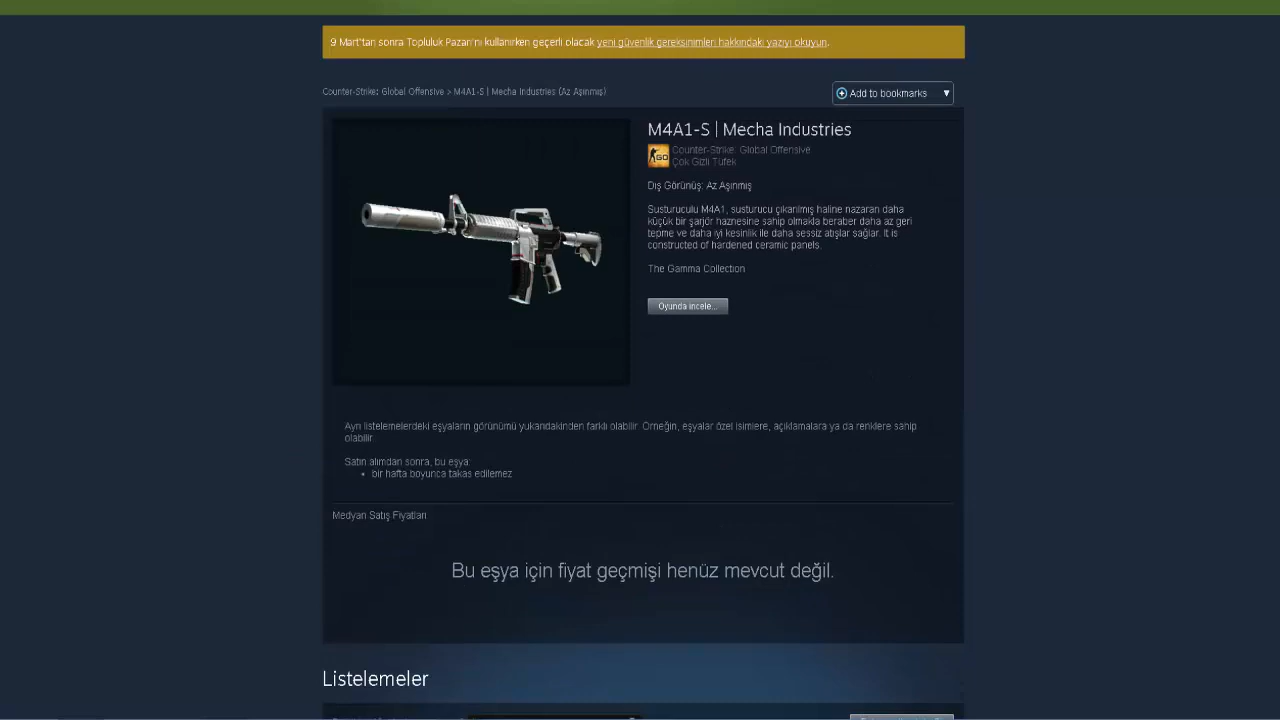 9 Mart'tan sonra Topluluk Pazarı'nı kullanırken geçerli olacak yeni güvenlik gereksinimleri hakkındaki yazıyı okuyun.
Counter-Strike: Global Offensive > M4A1-S | Mecha Industries (Az Aşınmış)
Add to bookmarks
M4A1-S | Mecha Industries
Counter-Strike: Global Offensive
Çok Gizli Tüfek
Dış Görünüş: Az Aşınmış
Susturuculu M4A1, susturucu çıkarılmış haline nazaran daha
küçük bir şarjör haznesine sahip olmakla beraber daha az geri
tepme ve daha iyi kesinlik ile daha sessiz atışlar sağlar. It is
constructed of hardened ceramic panels.
The Gamma Collection
Oyunda incele...
Ayrı listelemelerdeki eşyaların görünümü yukarıdakinden farklı olabilir. Örneğin, eşyalar özel isimlere, açıklamalara ya da renklere sahip
olabilir.
Satın alımdan sonra, bu eşya:
• bir hafta boyunca takas edilemez
Medyan Satış Fiyatları
Bu eşya için fiyat geçmişi henüz mevcut değil.
Listelemeler